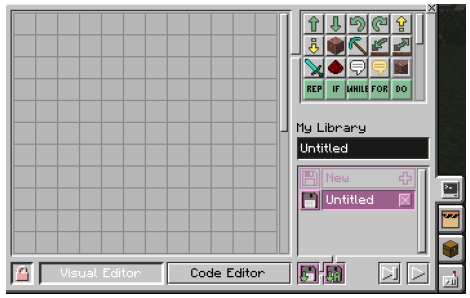 REP IF WHILE FOR DO
My Library
Untitled
New
Untitled
Visual Editor
Code Editor